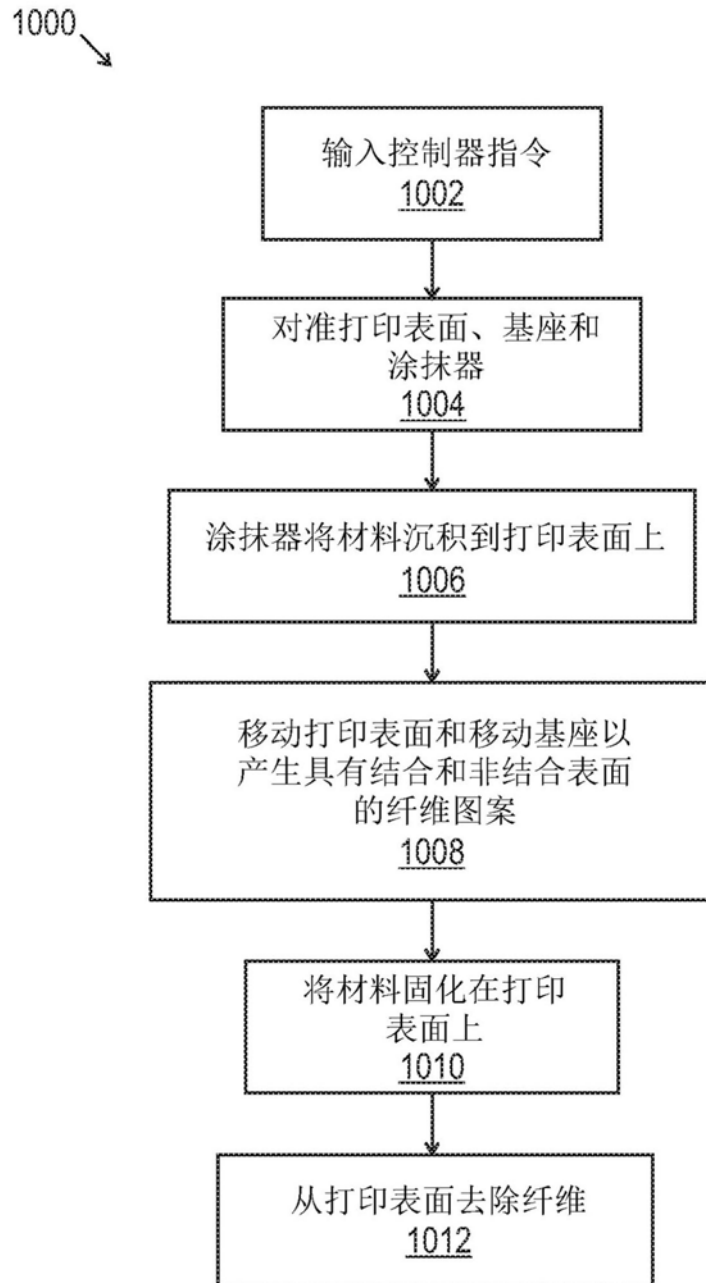 1000
输入控制器指令
1002
对准打印表面、基座和
涂抹器
1004
涂抹器将材料沉积到打印表面上
1006
移动打印表面和移动基座以
产生具有结合和非结合表面
的纤维图案
1008
将材料固化在打印
表面上
1010
从打印表面去除纤维
1012